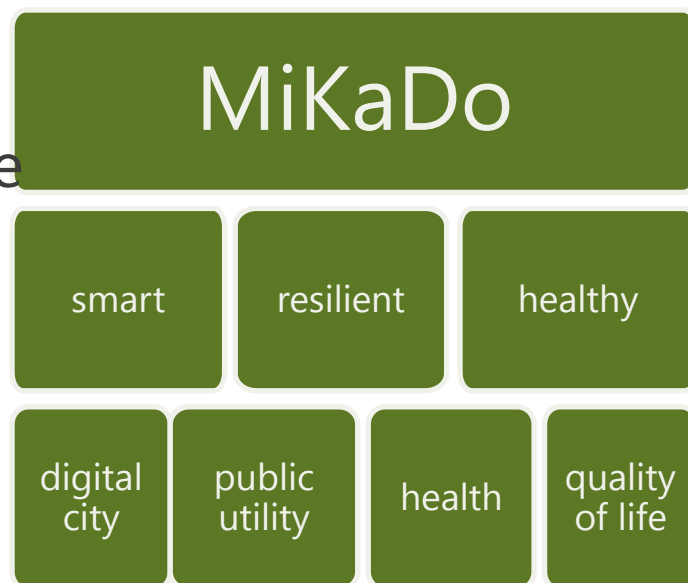 MiKaDo
e
smart
resilient
healthy
digital
city
public
utility
health
quality
of life